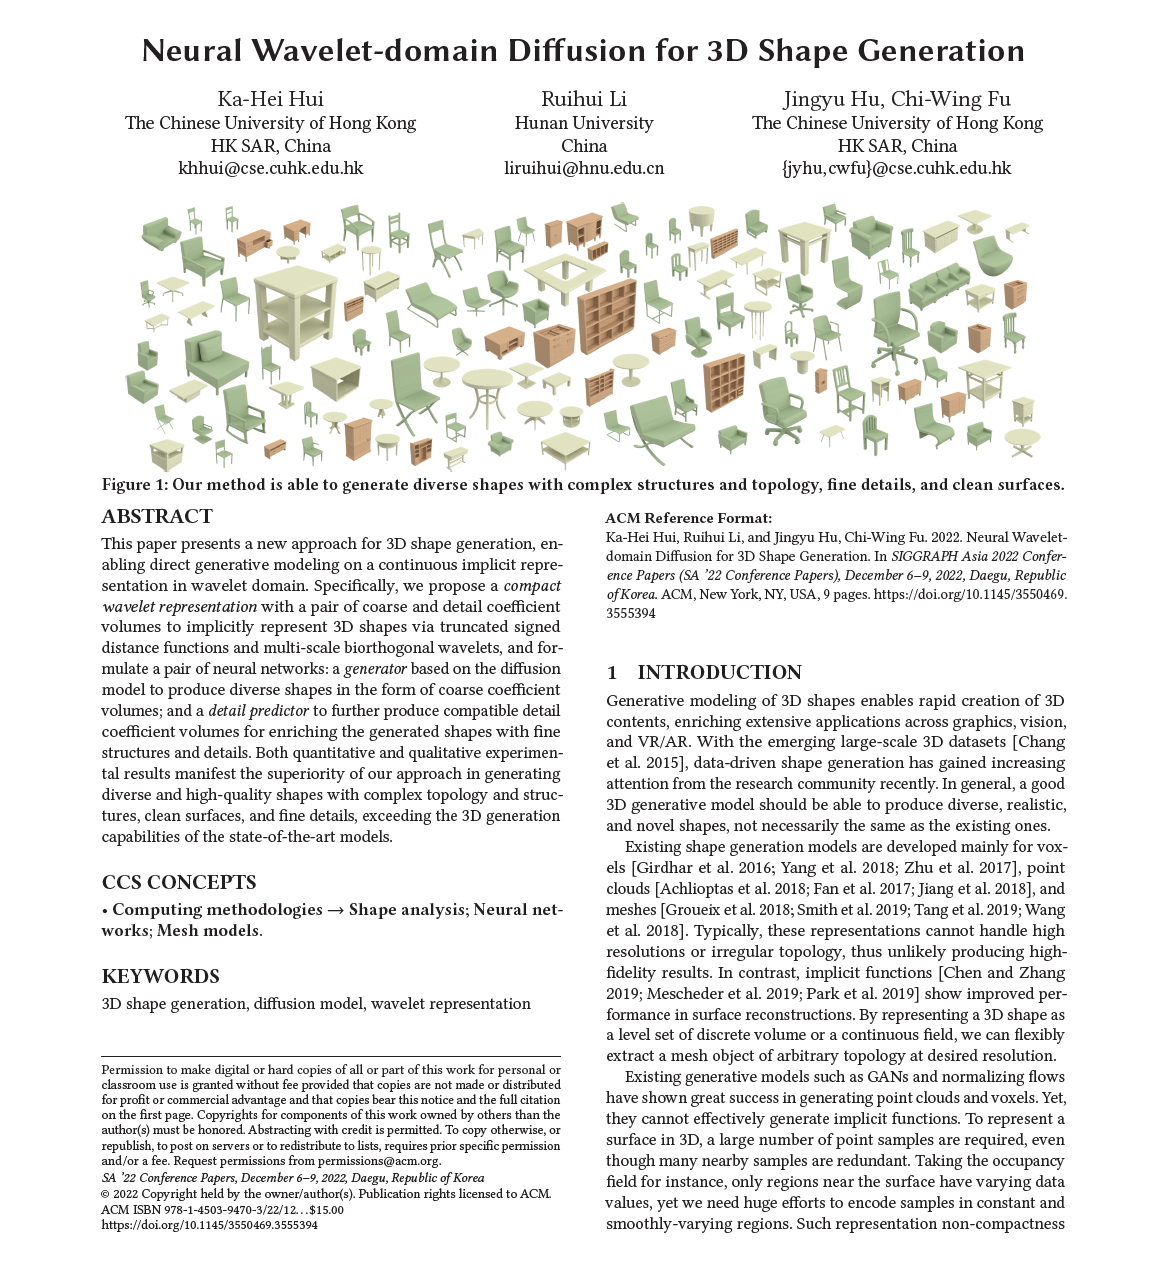 Neural Wavelet-domain Diffusion for 3D Shape Generation
Ka-Hei Hui
The Chinese University of Hong Kong
HK SAR, China
khhui@cse.cuhk.edu.hk
Ruihui Li
Hunan University
China
liruihui@hnu.edu.cn
Jingyu Hu, Chi-Wing Fu
The Chinese University of Hong Kong
HK SAR, China
{jyhu,cwfu}@cse.cuhk.edu.hk
Figure 1: Our method is able to generate diverse shapes with complex structures and topology, fine details, and clean surfaces.
ABSTRACT
This paper presents a new approach for 3D shape generation, en-
abling direct generative modeling on a continuous implicit repre-
sentation in wavelet domain. Specifically, we propose a compact
wavelet representation with a pair of coarse and detail coefficient
volumes to implicitly represent 3D shapes via truncated signed
distance functions and multi-scale biorthogonal wavelets, and for-
mulate a pair of neural networks: a generator based on the diffusion
model to produce diverse shapes in the form of coarse coefficient
volumes; and a detail predictor to further produce compatible detail
coefficient volumes for enriching the generated shapes with fine
structures and details. Both quantitative and qualitative experimen-
tal results manifest the superiority of our approach in generating
diverse and high-quality shapes with complex topology and struc-
tures, clean surfaces, and fine details, exceeding the 3D generation
capabilities of the state-of-the-art models.
CCS CONCEPTS
• Computing methodologies → Shape analysis; Neural net-
works; Mesh models.
KEYWORDS
3D shape generation, diffusion model, wavelet representation
Permission to make digital or hard copies of all or part of this work for personal or
classroom use is granted without fee provided that copies are not made or distributed
for profit or commercial advantage and that copies bear this notice and the full citation
on the first page. Copyrights for components of this work owned by others than the
author(s) must be honored. Abstracting with credit is permitted. To copy otherwise, or
republish, to post on servers or to redistribute to lists, requires prior specific permission
and/or a fee. Request permissions from permissions@acm.org.
SA ’22 Conference Papers, December 6–9, 2022, Daegu, Republic of Korea
© 2022 Copyright held by the owner/author(s). Publication rights licensed to ACM.
ACM ISBN 978-1-4503-9470-3/22/12…$15.00
https://doi.org/10.1145/3550469.3555394
ACM Reference Format:
Ka-Hei Hui, Ruihui Li, and Jingyu Hu, Chi-Wing Fu. 2022. Neural Wavelet-
domain Diffusion for 3D Shape Generation. In SIGGRAPH Asia 2022 Confer-
ence Papers (SA ’22 Conference Papers), December 6–9, 2022, Daegu, Republic
of Korea. ACM, New York, NY, USA, 9 pages. https://doi.org/10.1145/3550469.
3555394
1 INTRODUCTION
Generative modeling of 3D shapes enables rapid creation of 3D
contents, enriching extensive applications across graphics, vision,
and VR/AR. With the emerging large-scale 3D datasets [Chang
et al. 2015], data-driven shape generation has gained increasing
attention from the research community recently. In general, a good
3D generative model should be able to produce diverse, realistic,
and novel shapes, not necessarily the same as the existing ones.
Existing shape generation models are developed mainly for vox-
els [Girdhar et al. 2016; Yang et al. 2018; Zhu et al. 2017], point
clouds [Achlioptas et al. 2018; Fan et al. 2017; Jiang et al. 2018], and
meshes [Groueix et al. 2018; Smith et al. 2019; Tang et al. 2019; Wang
et al. 2018]. Typically, these representations cannot handle high
resolutions or irregular topology, thus unlikely producing high-
fidelity results. In contrast, implicit functions [Chen and Zhang
2019; Mescheder et al. 2019; Park et al. 2019] show improved per-
formance in surface reconstructions. By representing a 3D shape as
a level set of discrete volume or a continuous field, we can flexibly
extract a mesh object of arbitrary topology at desired resolution.
Existing generative models such as GANs and normalizing flows
have shown great success in generating point clouds and voxels. Yet,
they cannot effectively generate implicit functions. To represent a
surface in 3D, a large number of point samples are required, even
though many nearby samples are redundant. Taking the occupancy
field for instance, only regions near the surface have varying data
values, yet we need huge efforts to encode samples in constant and
smoothly-varying regions. Such representation non-compactness